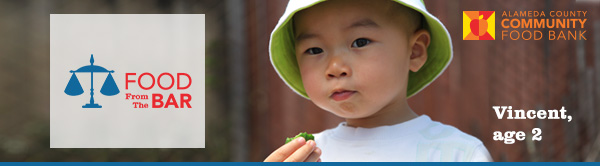 FOOD
From
The BAR
ALAMEDA COUNTY
COMMUNITY
FOOD BANK
Vincent,
age 2